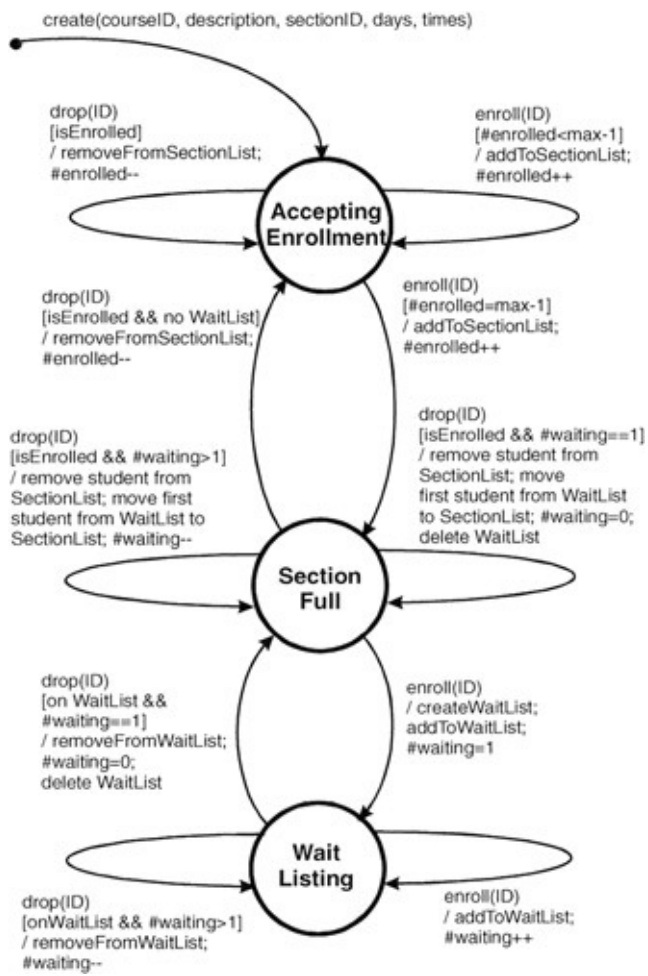 create(courseID, description, sectionID, days, times)
drop(ID)
[isEnrolled]
/ removeFromSectionList;
#enrolled--
enroll(ID)
[#enrolled<max-1]
/ addToSectionList;
#enrolled++
Accepting
Enrollment
drop(ID)
[isEnrolled && no WaitList]
/ removeFromSectionList;
#enrolled--
enroll(ID)
[#enrolled=max-1]
/ addToSectionList;
#enrolled++
drop(ID)
[isEnrolled && #waiting>1]
/ remove student from
SectionList; move first
student from WaitList to
SectionList; #waiting--
drop(ID)
[isEnrolled && #waiting==1]
/ remove student from
SectionList; move
first student from WaitList
to SectionList; #waiting=0;
delete WaitList
Section
Full
drop(ID)
[on WaitList &&
#waiting==1]
/ removeFromWaitList;
#waiting=0;
delete WaitList
enroll(ID)
/ createWaitList;
addToWaitList;
#waiting=1
Wait
Listing
drop(ID)
[onWaitList && #waiting>1]
/ removeFromWaitList;
#waiting--
enroll(ID)
/ addToWaitList;
#waiting++